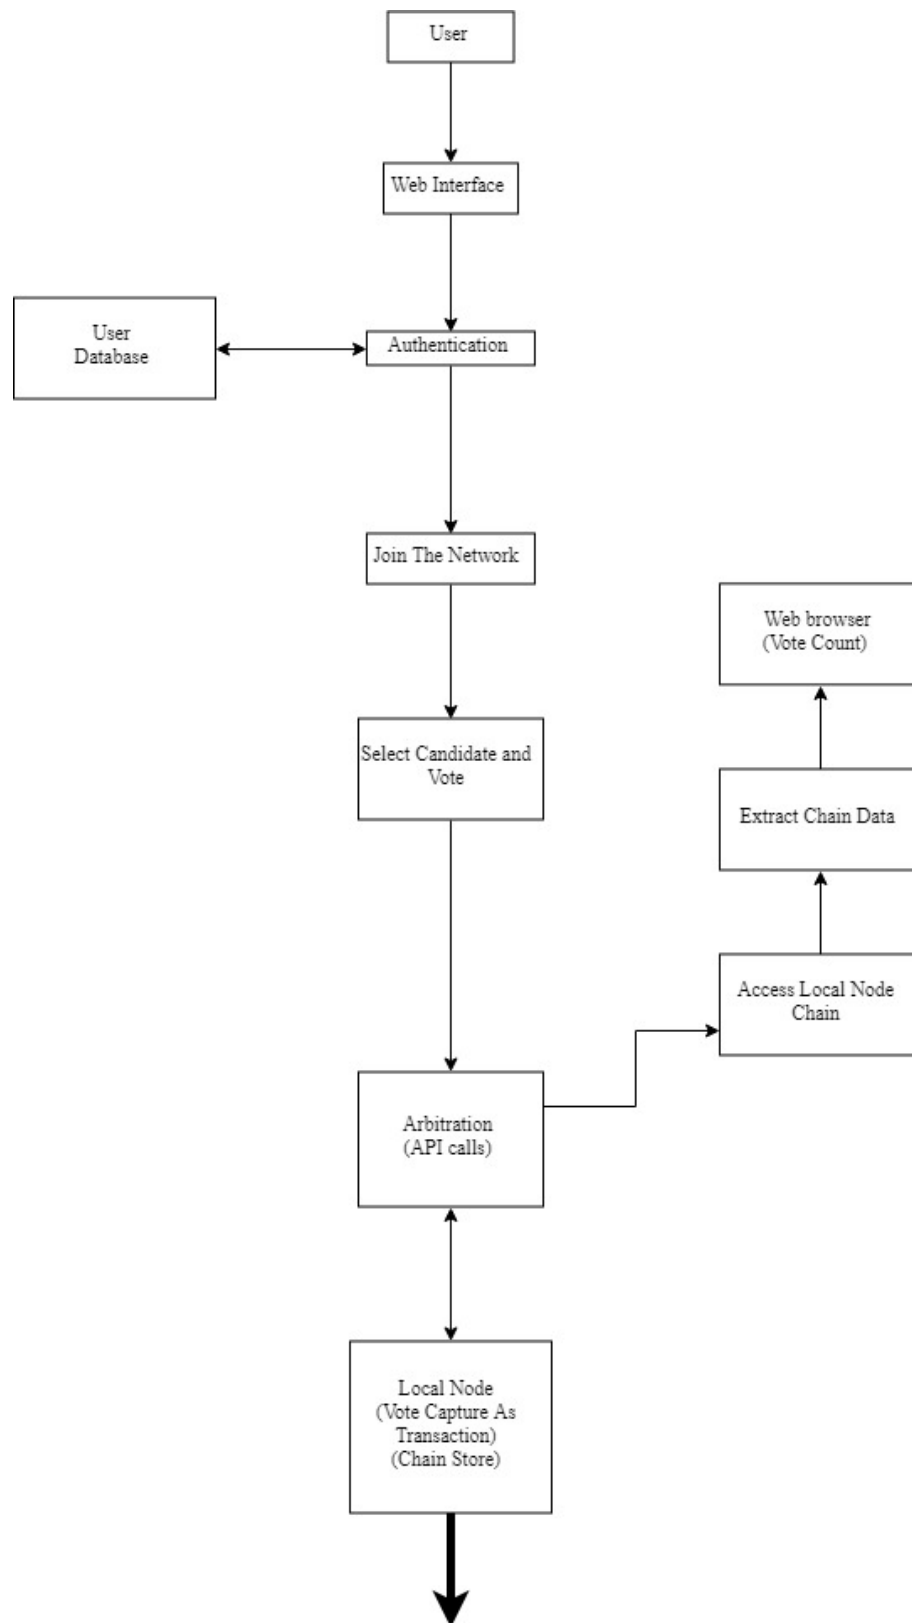 User
Web Interface
User
Database
Authentication
Join The Network
Web browser
(Vote Count)
Select Candidate and
Vote
Extract Chain Data
Access Local Node
Chain
Arbitration
(API calls)
Local Node
(Vote Capture As
Transaction)
(Chain Store)